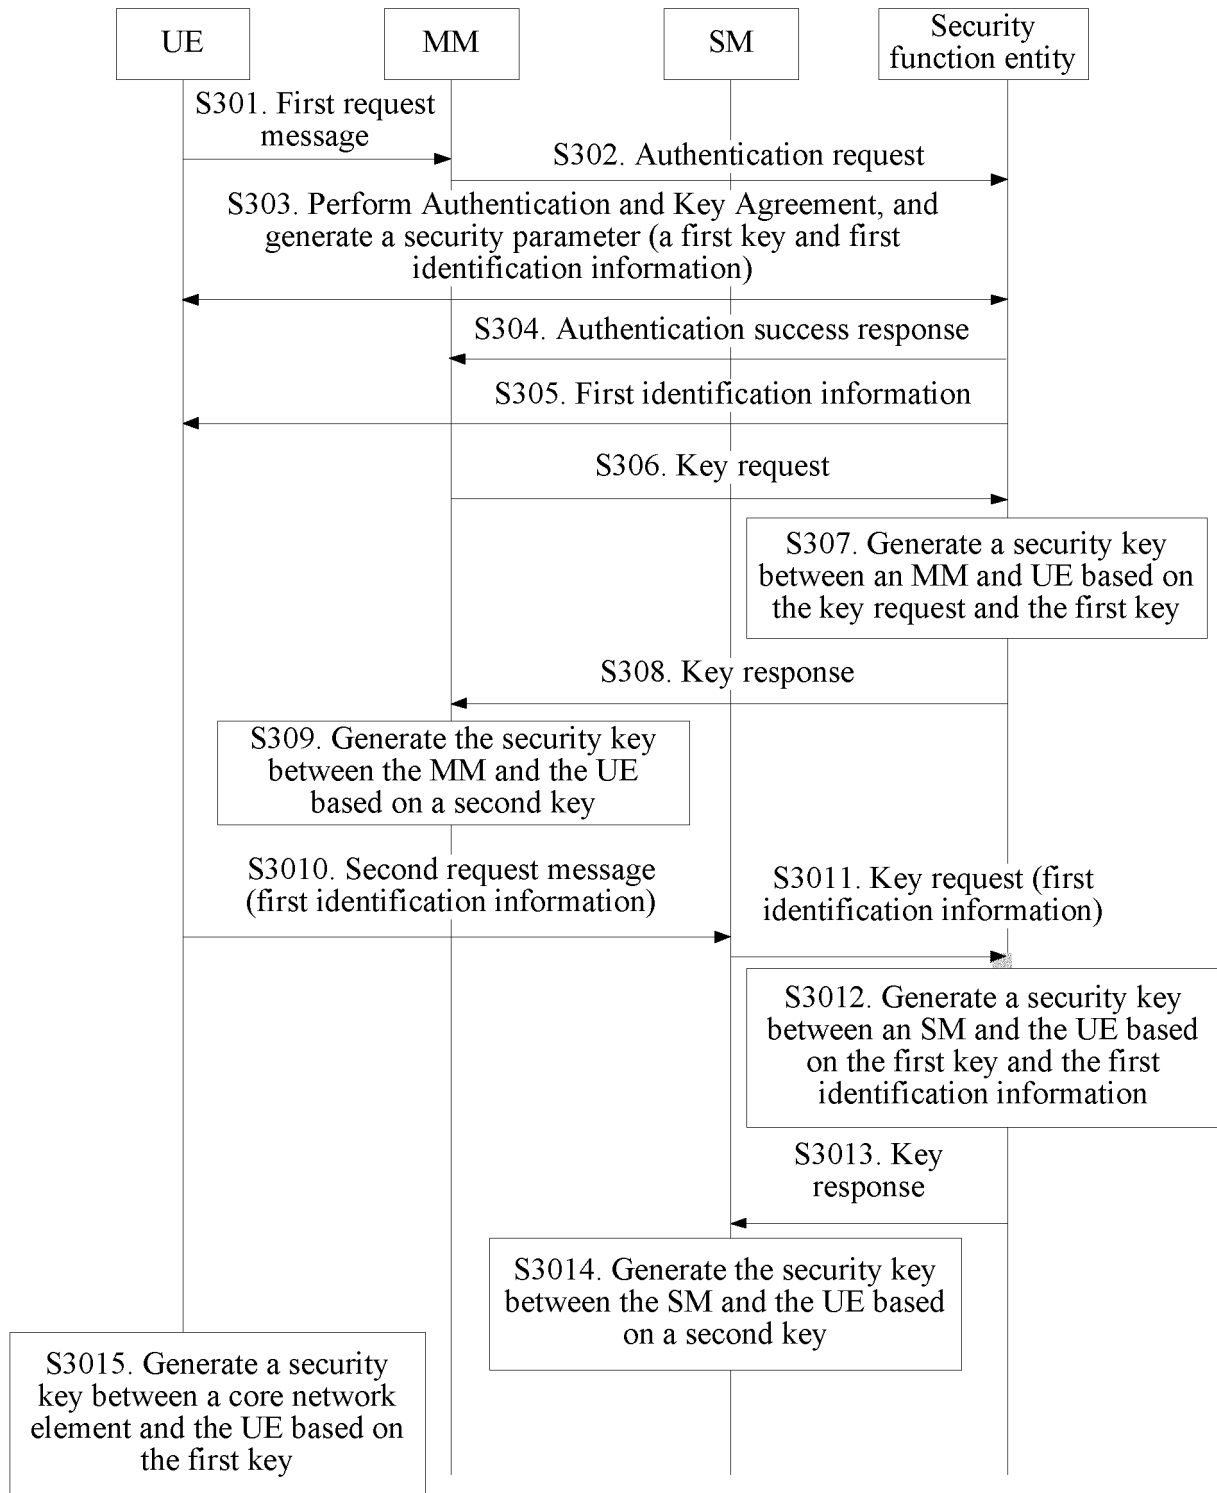 UE
MM
SM
Security
function entity
S301. First request
message
S302. Authentication request
S303. Perform Authentication and Key Agreement, and
generate a security parameter (a first key and first
identification information)
S304. Authentication success response
S305. First identification information
S306. Key request
S307. Generate a security key
between an MM and UE based on
the key request and the first key
S308. Key response
S309. Generate the security key
between the MM and the UE
based on a second key
S3010. Second request message
(first identification information)
S3011. Key request (first
identification information)
S3012. Generate a security key
between an SM and the UE based
on the first key and the first
identification information
S3013. Key
response
S3014. Generate the security key
between the SM and the UE based
on a second key
S3015. Generate a security
key between a core network
element and the UE based on
the first key